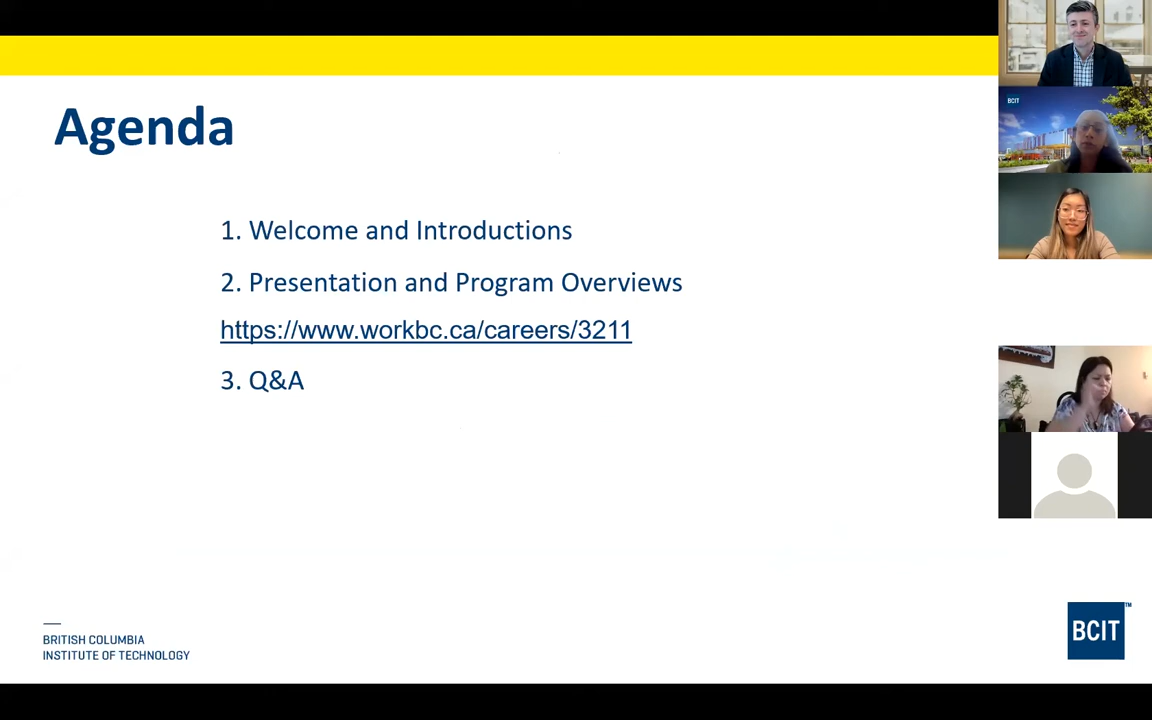 Agenda
1. Welcome and Introductions
2. Presentation and Program Overviews
https://www.workbc.ca/careers/3211
3. Q&A
BRITISH COLUMBIA
INSTITUTE OF TECHNOLOGY
BCIT™
BCIT